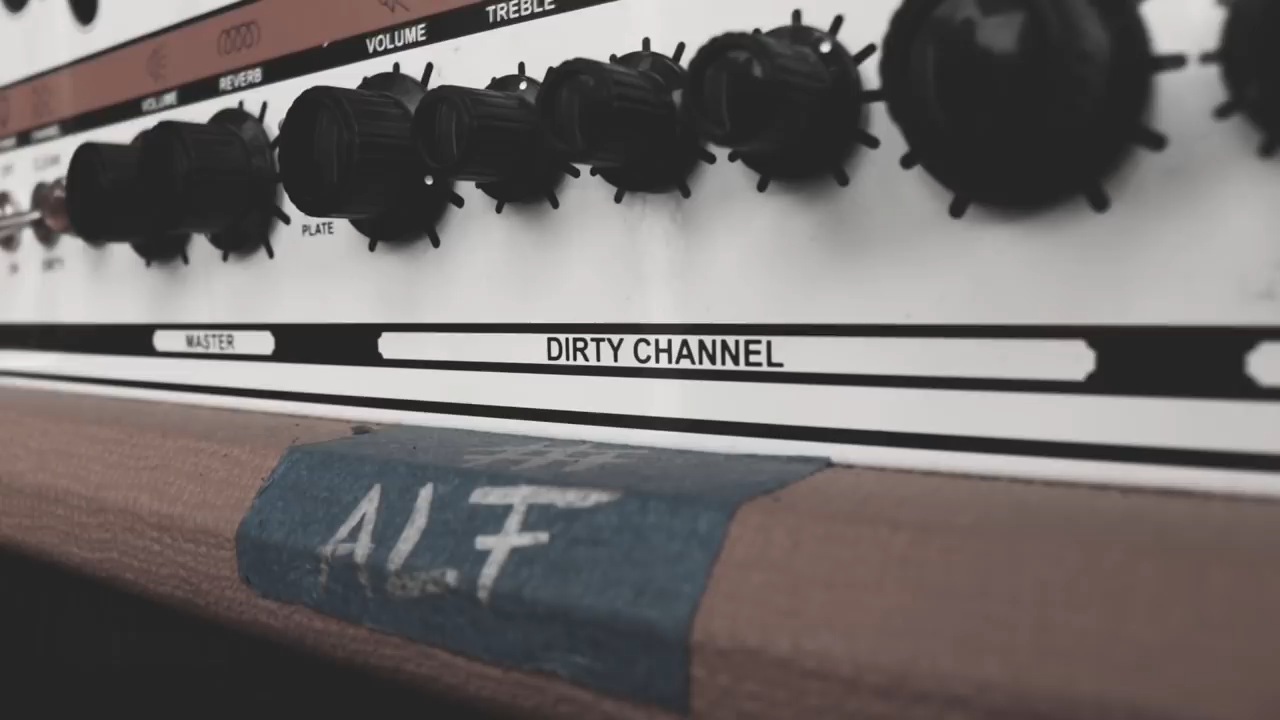 TREBLE
VOLUME
REVERB
VOLUME
PLATE
MASTER
DIRTY CHANNEL
ALF